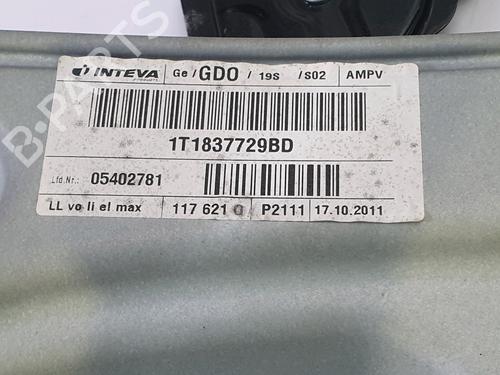 INTEVA PRODUCTS Ge / GDO / 19S / S02 AMPV
1T1837729BD
Lfd.Nr.: 05402781
LL vo li el max 117 621 P2111 17.10.2011
B-PARTS